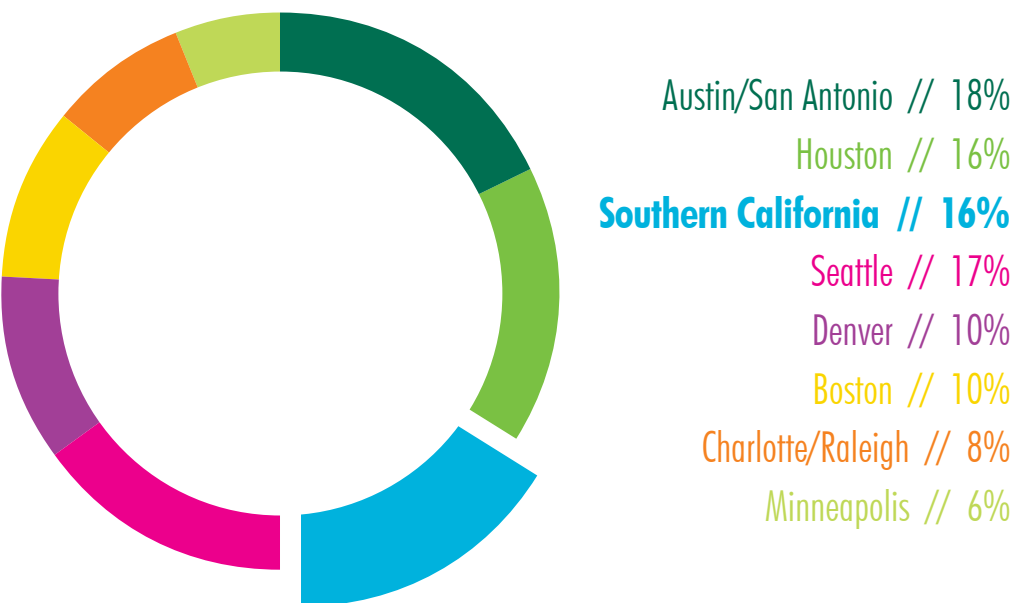 Austin/San Antonio // 18%
Houston // 16%
Southern California // 16%
Seattle // 17%
Denver // 10%
Boston // 10%
Charlotte/Raleigh // 8%
Minneapolis // 6%